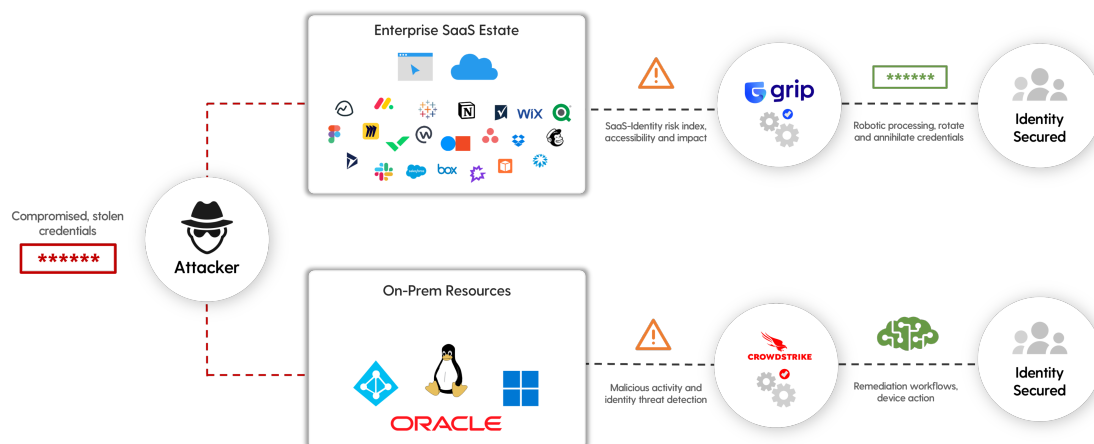 Enterprise SaaS Estate
N
WiX
box
SaaS-Identity risk index,
accessibility and impact
grip
******
Robotic processing, rotate
and annihilate credentials
Identity
Secured
Compromised, stolen
credentials
******
Attacker
On-Prem Resources
ORACLE
Malicious activity and
identity threat detection
CROWDSTRIKE
Remediation workflows,
device action
Identity
Secured